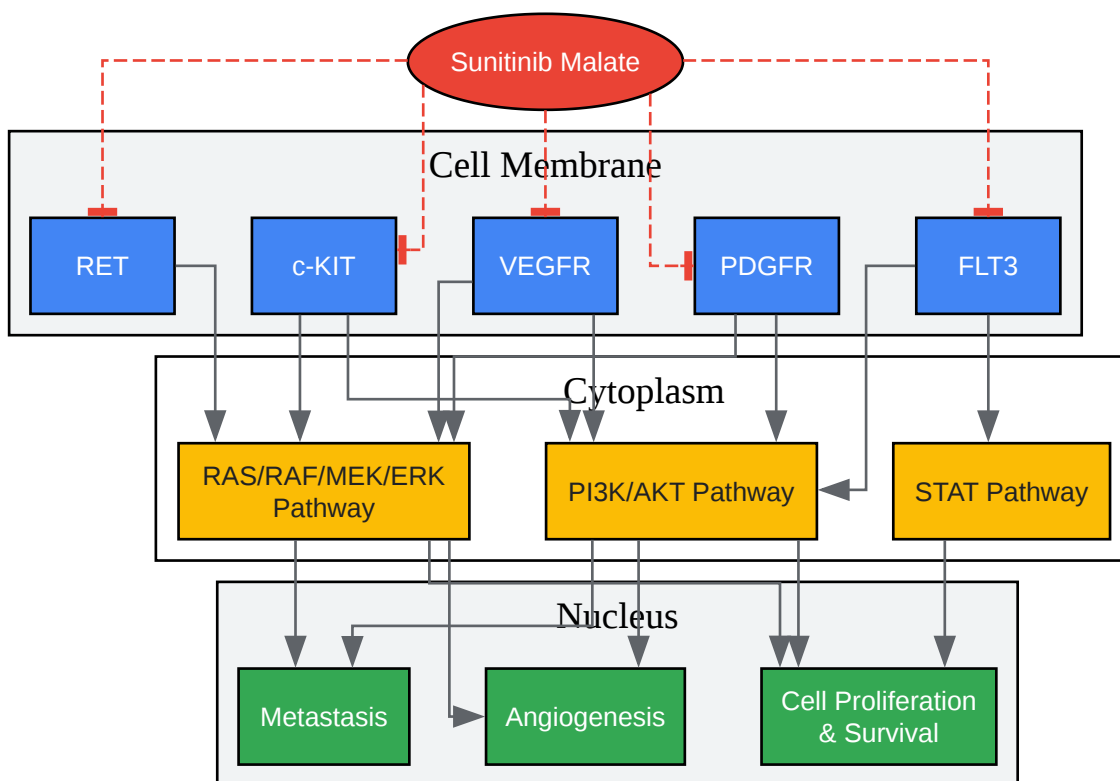 Sunitinib Malate
Cell Membrane
RET
c-KIT
VEGFR
PDGFR
FLT3
Cytoplasm
RAS/RAF/MEK/ERK
Pathway
PI3K/AKT Pathway
STAT Pathway
Nucleus
Metastasis
Angiogenesis
Cell Proliferation
& Survival